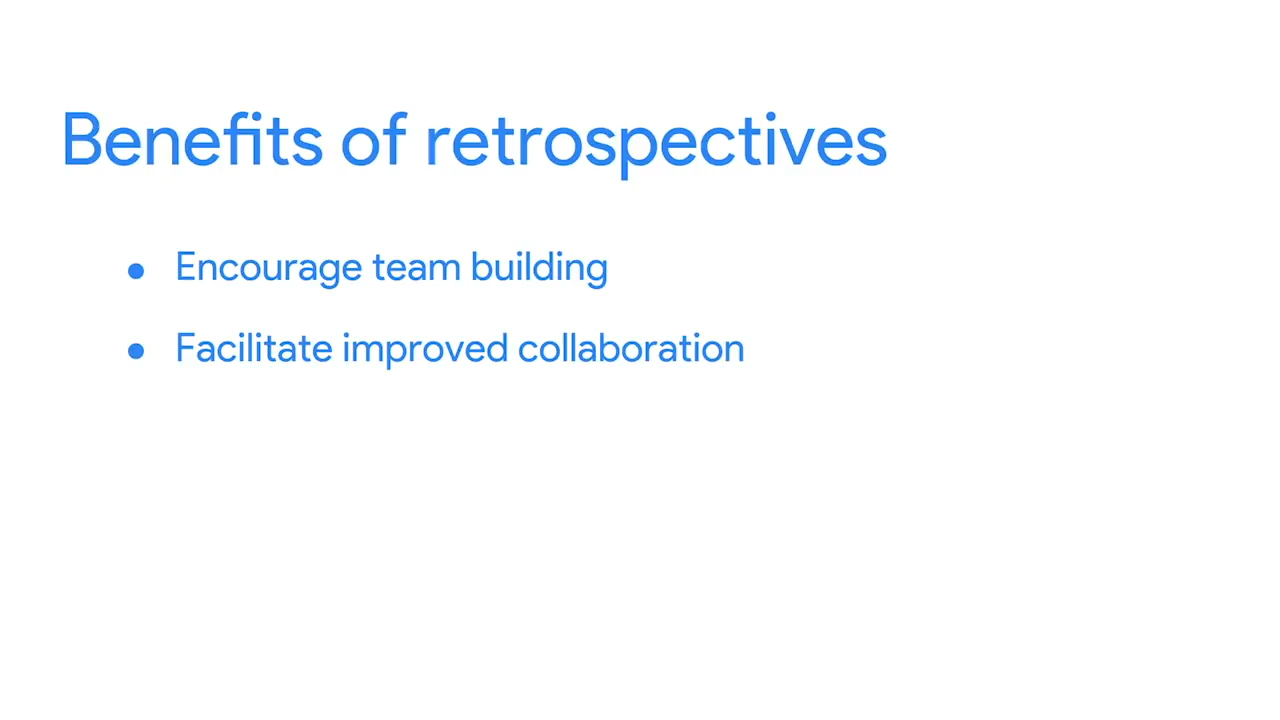 Benefits of retrospectives
● Encourage team building
● Facilitate improved collaboration